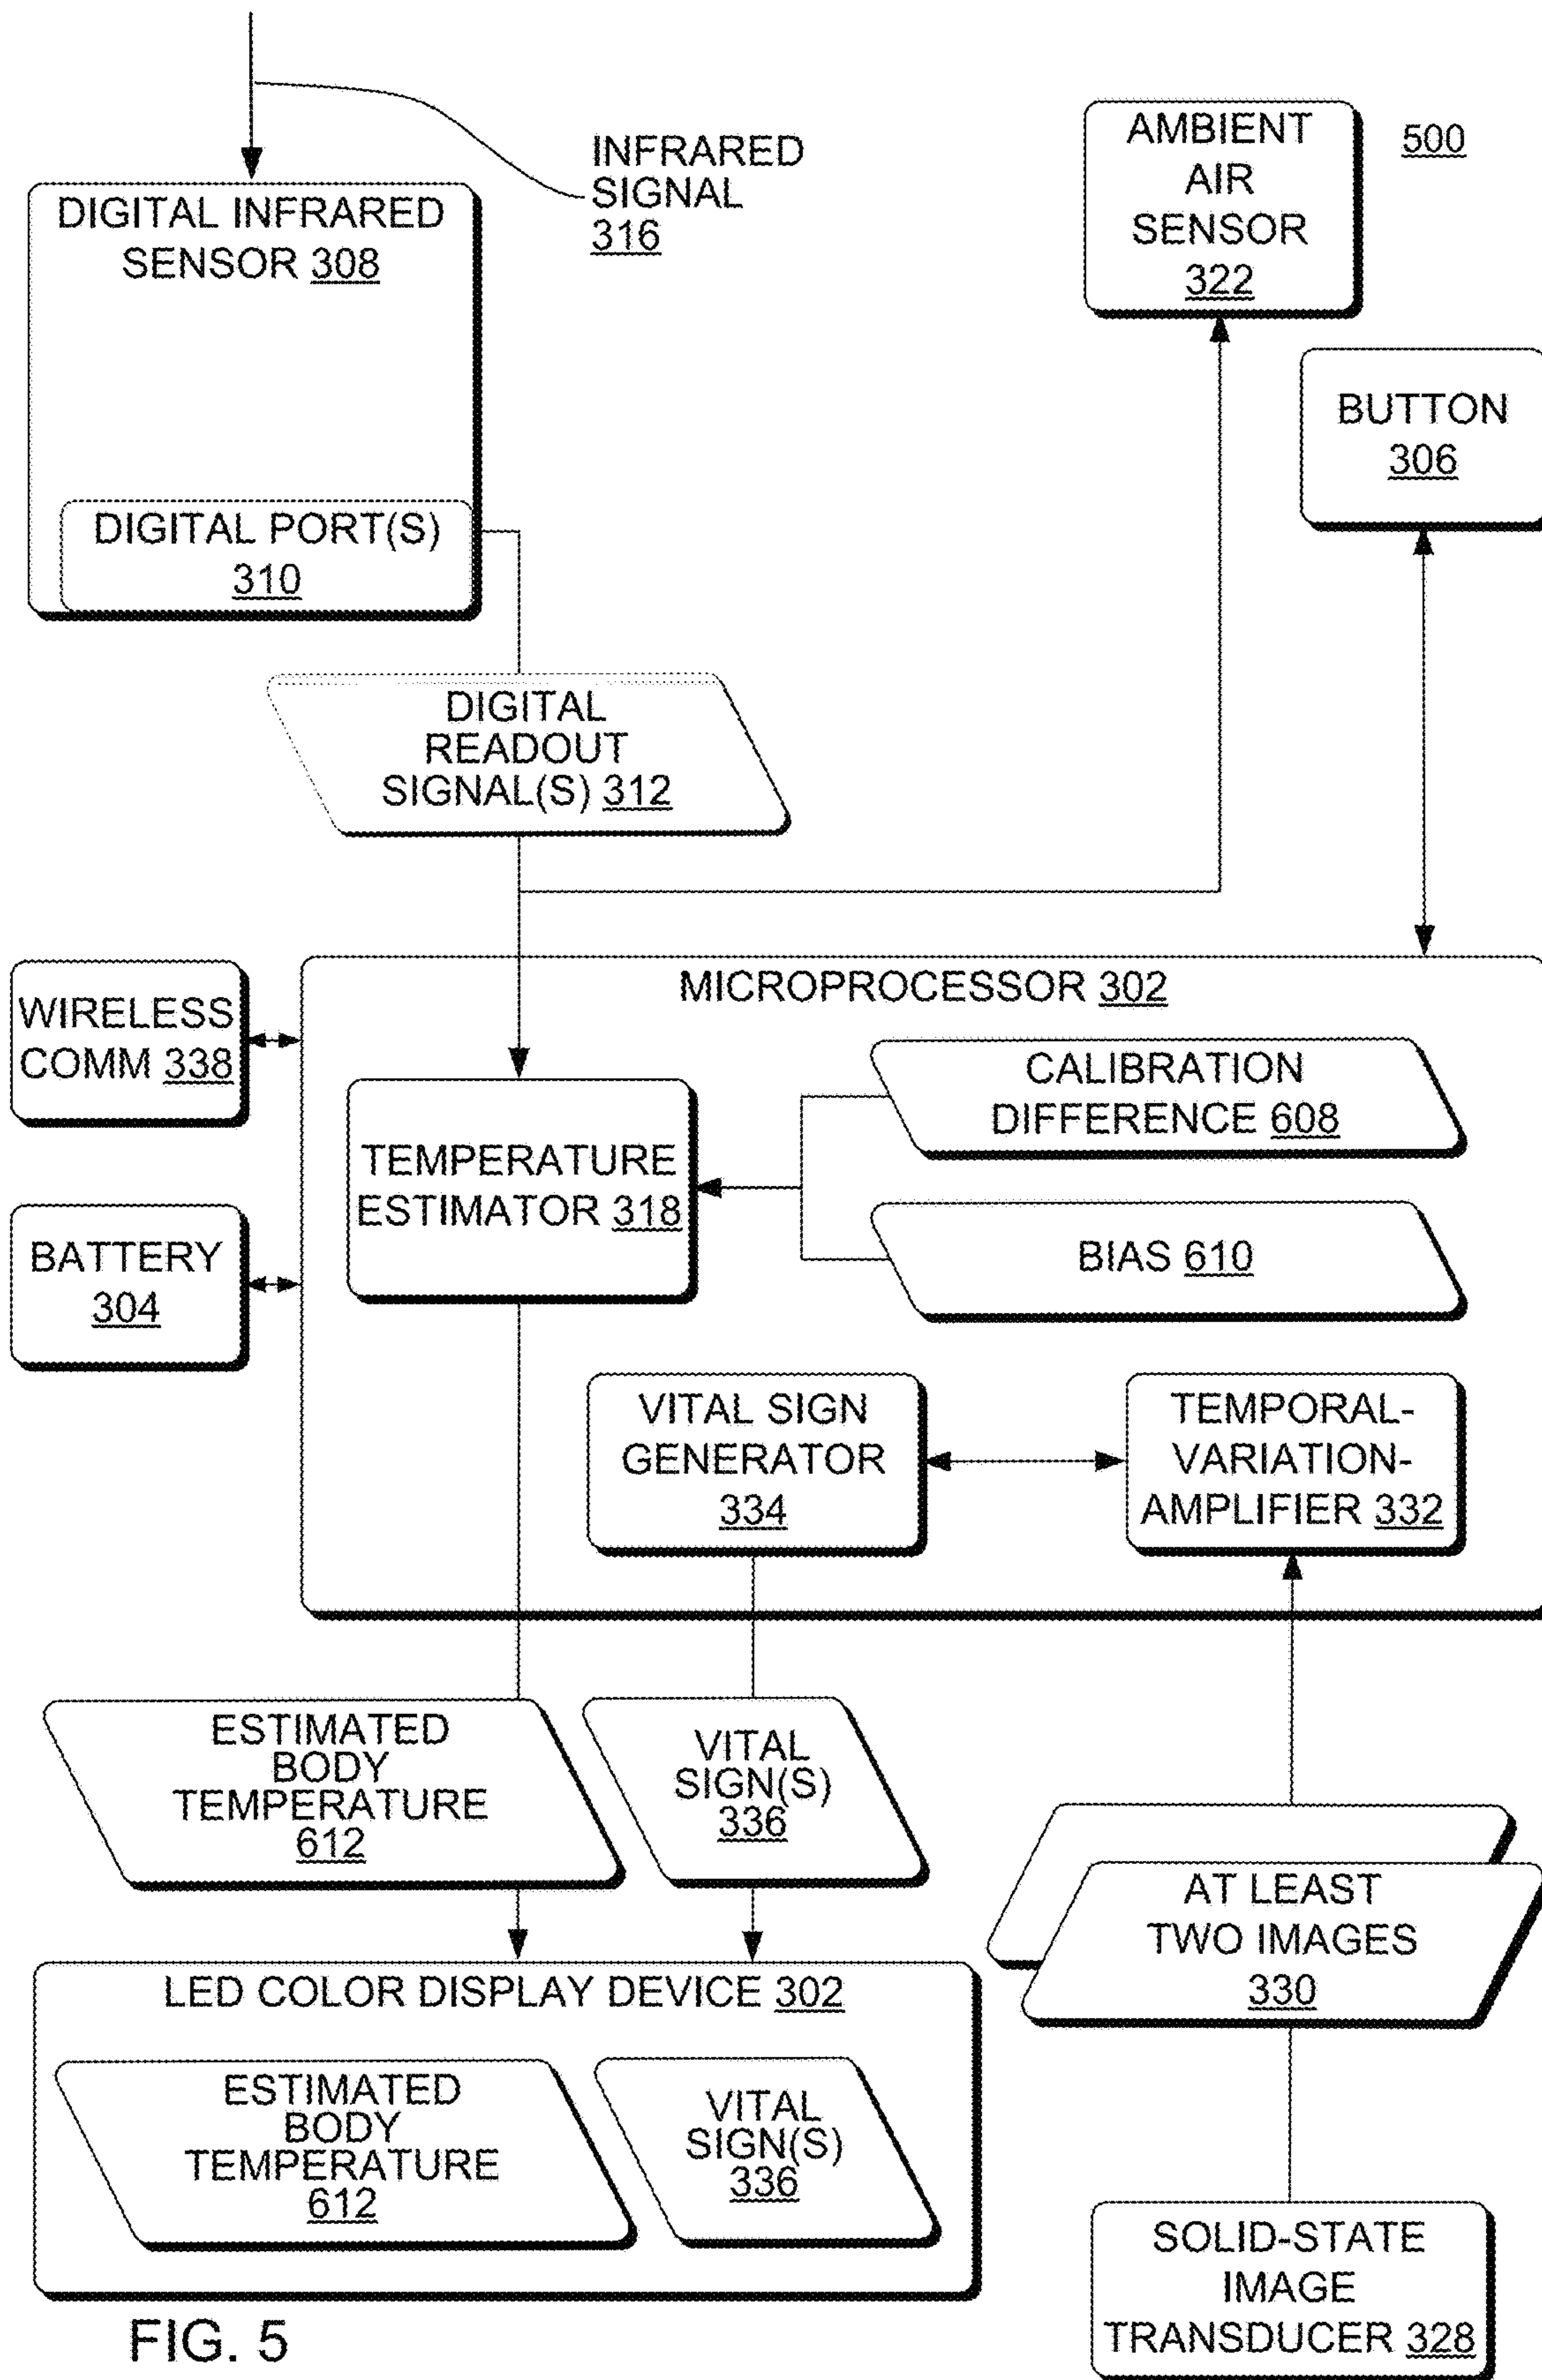 INFRARED
SIGNAL
316
AMBIENT
AIR
SENSOR
322
500
DIGITAL INFRARED
SENSOR 308
BUTTON
306
DIGITAL PORT(S)
310
DIGITAL
READOUT
SIGNAL(S) 312
MICROPROCESSOR 302
WIRELESS
COMM 338
CALIBRATION
DIFFERENCE 608
TEMPERATURE
ESTIMATOR 318
BATTERY
304
BIAS 610
VITAL SIGN
GENERATOR
334
TEMPORAL-
VARIATION-
AMPLIFIER 332
ESTIMATED
BODY
TEMPERATURE
612
VITAL
SIGN(S)
336
AT LEAST
TWO IMAGES
330
LED COLOR DISPLAY DEVICE 302
ESTIMATED
BODY
TEMPERATURE
612
VITAL
SIGN(S)
336
SOLID-STATE
IMAGE
TRANSDUCER 328
FIG. 5